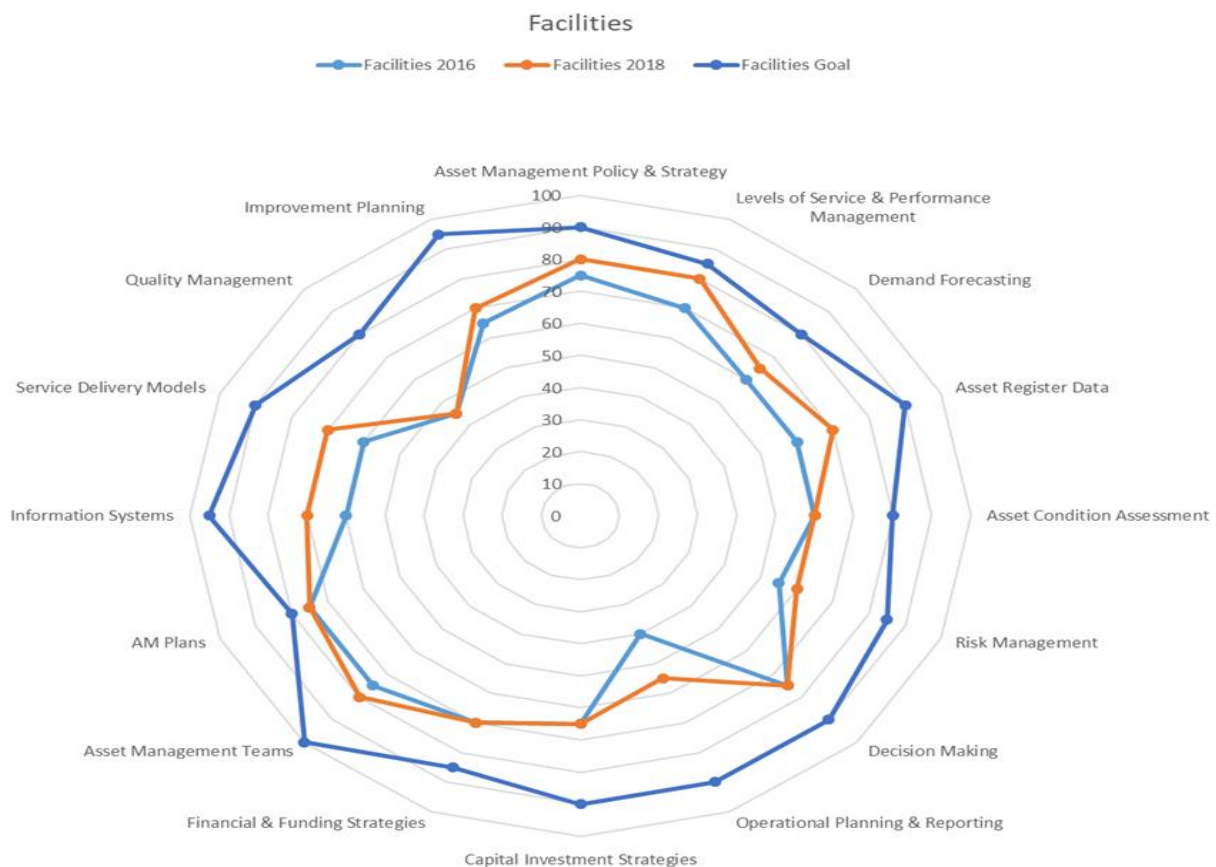 Facilities
Facilities 2016
Facilities 2018
Facilities Goal
Asset Management Policy & Strategy
Levels of Service & Performance
Management
Demand Forecasting
Asset Register Data
Asset Condition Assessment
Risk Management
Decision Making
Operational Planning & Reporting
Capital Investment Strategies
Financial & Funding Strategies
Asset Management Teams
AM Plans
Information Systems
Service Delivery Models
Quality Management
Improvement Planning
100
90
80
70
60
50
40
30
20
10
0